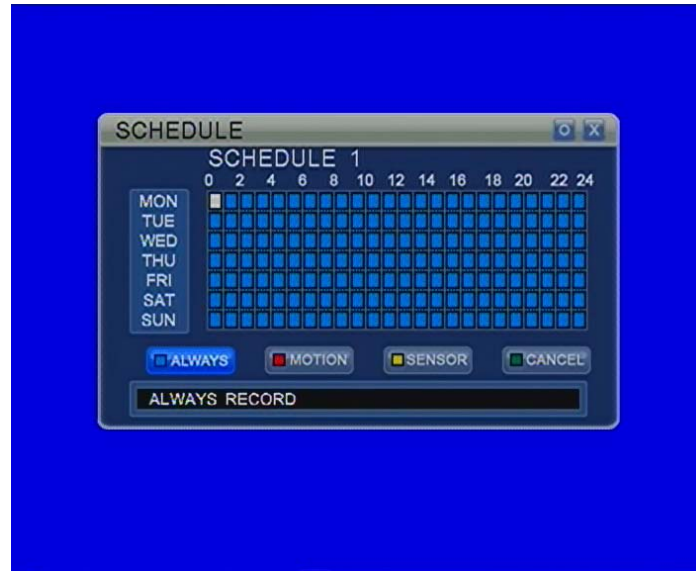 SCHEDULE O X
SCHEDULE 1
0 2 4 6 8 10 12 14 16 18 20 22 24
MON
TUE
WED
THU
FRI
SAT
SUN
ALWAYS MOTION SENSOR CANCEL
ALWAYS RECORD